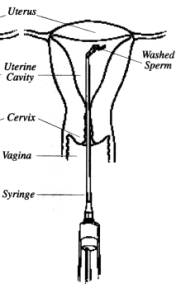 Uterus
Washed
Sperm
Uterine
Cavity
Cervix
Vagina
Syringe